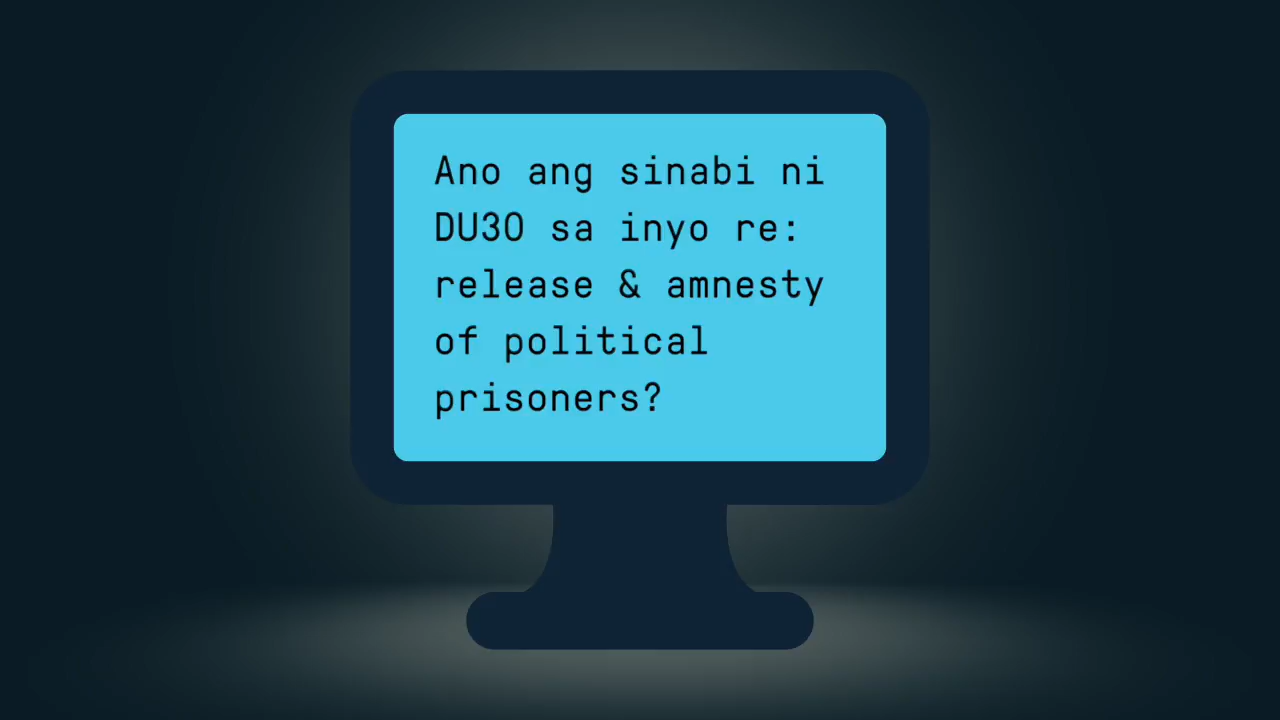 Ano ang sinabi ni
DU30 sa inyo re:
release & amnesty
of political
prisoners?